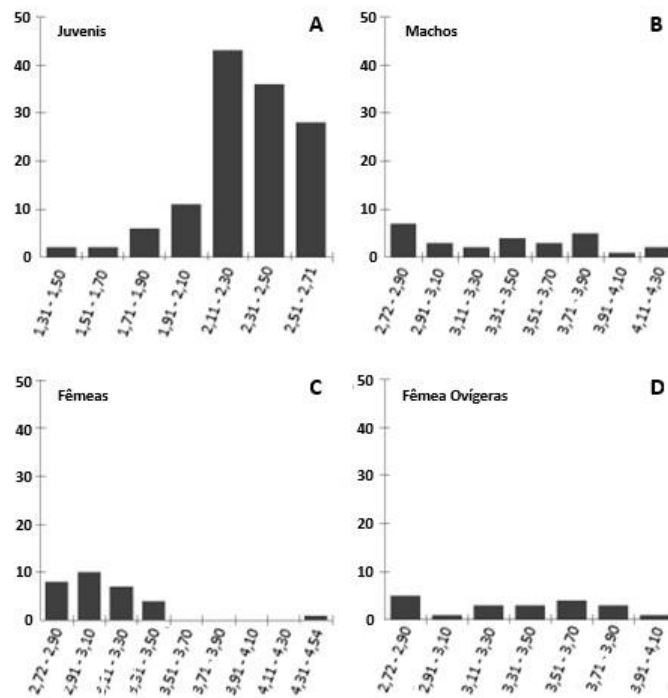 50
Juvenis
A
40
30
20
10
0
1,31 - 1,50
1,51 - 1,70
1,71 - 1,90
1,91 - 2,10
2,11 - 2,30
2,31 - 2,50
2,51 - 2,71
50
Machos
B
40
30
20
10
0
2,72 - 2,90
2,91 - 3,10
3,11 - 3,30
3,31 - 3,50
3,51 - 3,70
3,71 - 3,90
3,91 - 4,10
4,11 - 4,30
50
Fêmeas
C
40
30
20
10
0
2,72 - 2,90
2,91 - 3,10
- 3,30
- 3,50
3,51 - 3,70
3,71 - 3,90
3,91 - 4,10
4,11 - 4,30
4,31 - 4,54
50
Fêmea Ovígeras
D
40
30
20
10
0
2,72 - 2,90
2,91 - 3,10
3,11 - 3,30
3,31 - 3,50
3,51 - 3,70
3,71 - 3,90
3,91 - 4,10